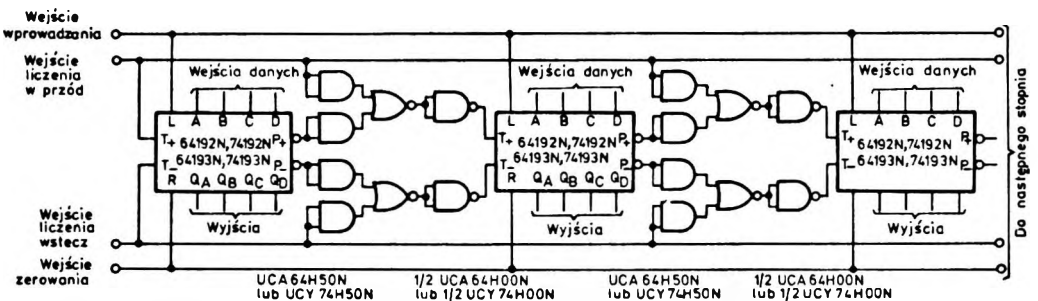 Wejście
wprowadzania
Wejście
liczenia
w przód
Wejścia danych
Wejścia danych
Wejścia danych
L A B C D
L A B C D
L A B C D
T+ 64192N,74192N P+
T+ 64192N,74192N P+
T+ 64192N,74192N P+
T- 64193N,74193N P-
T- 64193N,74193N P-
T- 64193N,74193N P-
R QA QB QC QD
R QA QB QC QD
Wyjścia
Wyjścia
Wyjścia
Wejście
liczenia
wstecz
Wejście
zerowania
UCA 64H50N
lub UCY 74H50N
1/2 UCA 64H00N
lub 1/2 UCY 74H00N
UCA 64H50N
lub UCY 74H50N
1/2 UCA 64H00N
lub 1/2 UCY 74H00N
Do następnego stopnia